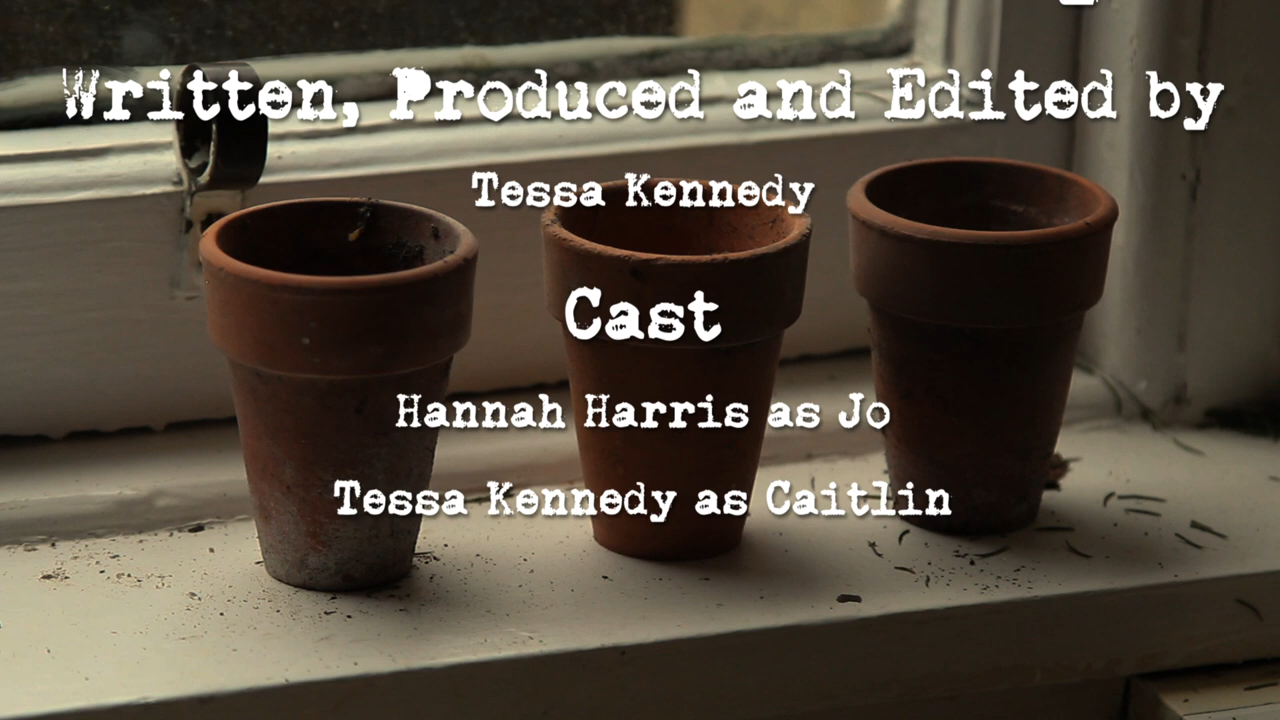 Written, Produced and Edited by
Tessa Kennedy
Cast
Hannah Harris as Jo
Tessa Kennedy as Caitlin